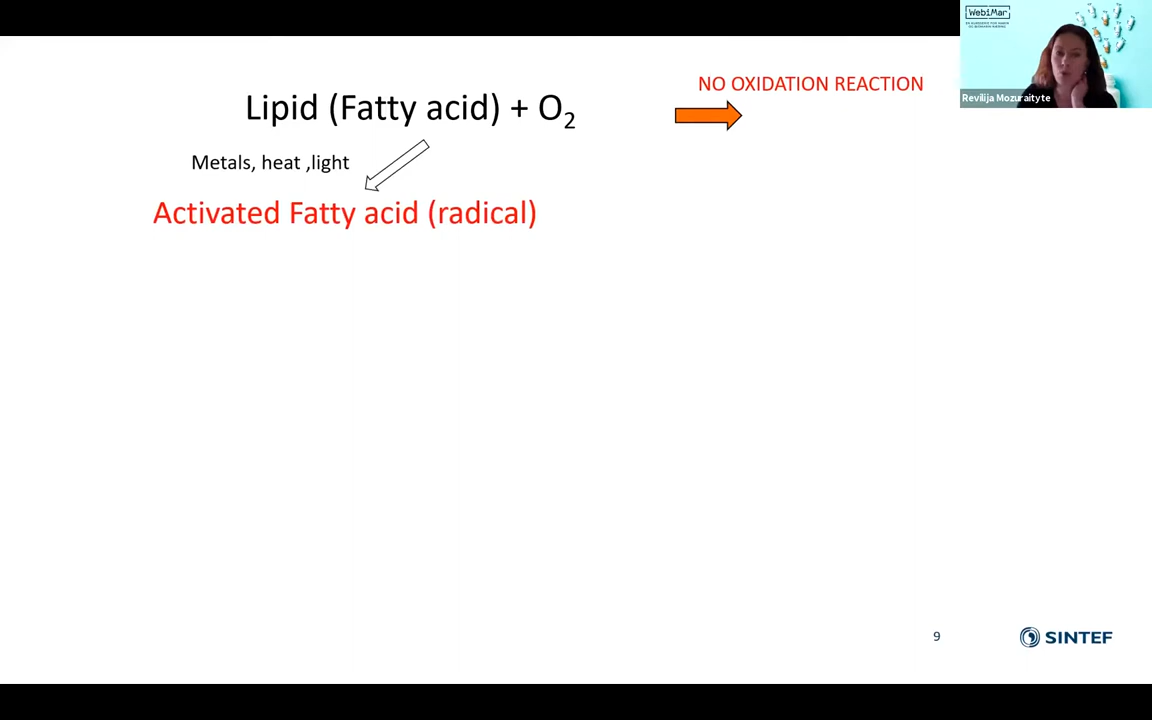 WebiMar
NO OXIDATION REACTION
Lipid (Fatty acid) + O2
Revilija Mozuraityte
Metals, heat ,light
Activated Fatty acid (radical)
9
SINTEF